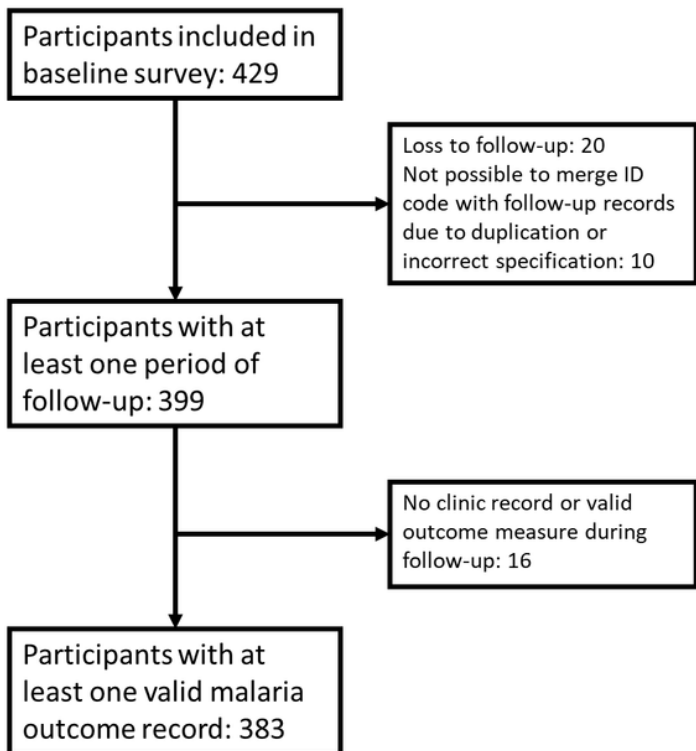 Participants included in
baseline survey: 429
Loss to follow-up: 20
Not possible to merge ID
code with follow-up records
due to duplication or
incorrect specification: 10
Participants with at
least one period of
follow-up: 399
No clinic record or valid
outcome measure during
follow-up: 16
Participants with at
least one valid malaria
outcome record: 383